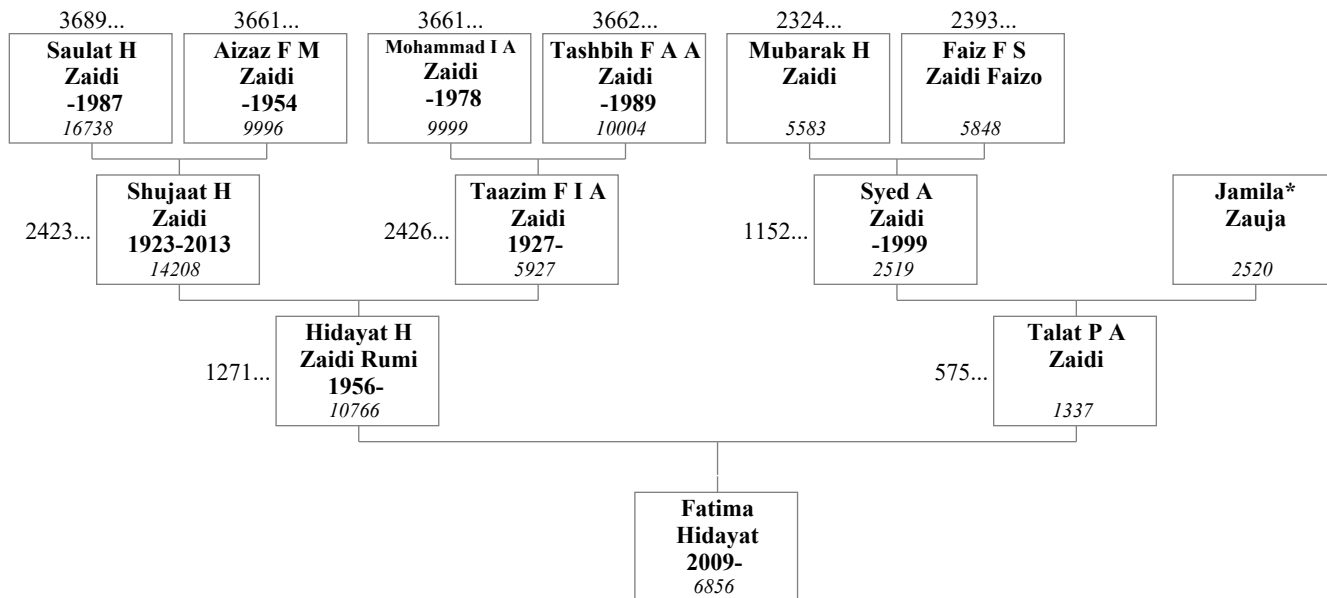 3689...
3661...
3661...
3662...
2324...
2393...
Saulat H
Zaidi
-1987
16738
Aizaz F M
Zaidi
-1954
9996
Mohammad I A
Zaidi
-1978
9999
Tashbih F A A
Zaidi
-1989
10004
Mubarak H
Zaidi
5583
Faiz F S
Zaidi Faizo
5848
2423...
Shujaat H
Zaidi
1923-2013
14208
2426...
Taazim F I A
Zaidi
1927-
5927
1152...
Syed A
Zaidi
-1999
2519
Jamila*
Zauja
2520
1271...
Hidayat H
Zaidi Rumi
1956-
10766
575...
Talat P A
Zaidi
1337
Fatima
Hidayat
2009-
6856